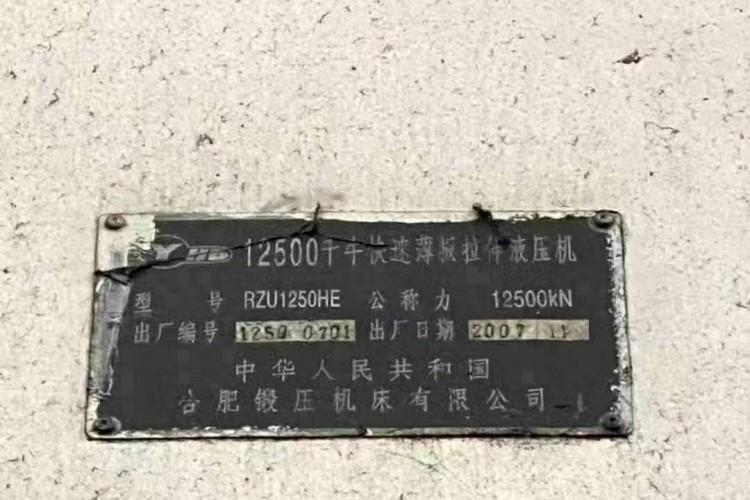 YHD 12500千牛快速薄板拉伸液压机
型 号 RZU1250HE 公称力 12500kN
出厂编号 1250 0701 出厂日期 2007 11
中华人民共和国
合肥锻压机床有限公司